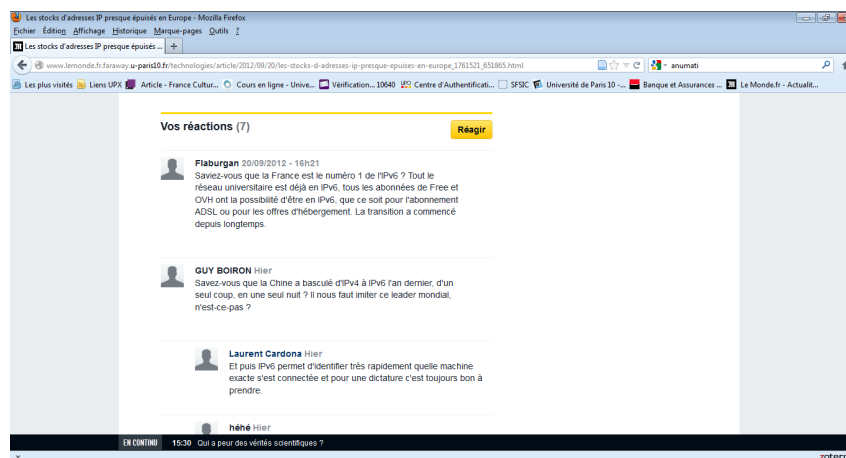 Les stocks d'adresses IP presque épuisés en Europe - Mozilla Firefox
Fichier Édition Affichage Historique Marque-pages Outils ?
Les stocks d'adresses IP presque épuisés ... +
www.lemonde.fr.faraway.u-paris10.fr/technologies/article/2012/09/20/les-stocks-d-adresses-ip-presque-epuises-en-europe_1761521_651865.html anumati
Les plus visités Liens UPX Article - France Cultur... Cours en ligne - Unive... Vérification... 10640 Centre d'Authentificati... SFSIC Université de Paris 10 -... Banque et Assurances ... Le Monde.fr - Actualit...
Vos réactions (7)
Réagir
Flaburgan 20/09/2012 - 16h21
Saviez-vous que la France est le numéro 1 de l'IPv6 ? Tout le
réseau universitaire est déjà en IPv6, tous les abonnées de Free et
OVH ont la possibilité d'être en IPv6, que ce soit pour l'abonnement
ADSL ou pour les offres d'hébergement. La transition a commencé
depuis longtemps.
GUY BOIRON Hier
Savez-vous que la Chine a basculé d'IPv4 à IPv6 l'an dernier, d'un
seul coup, en une seul nuit ? Il nous faut imiter ce leader mondial,
n'est-ce-pas ?
Laurent Cardona Hier
Et puis IPv6 permet d'identifier très rapidement quelle machine
exacte s'est connectée et pour une dictature c'est toujours bon à
prendre.
héhé Hier
EN CONTINU 15:30 Qui a peur des vérités scientifiques ?